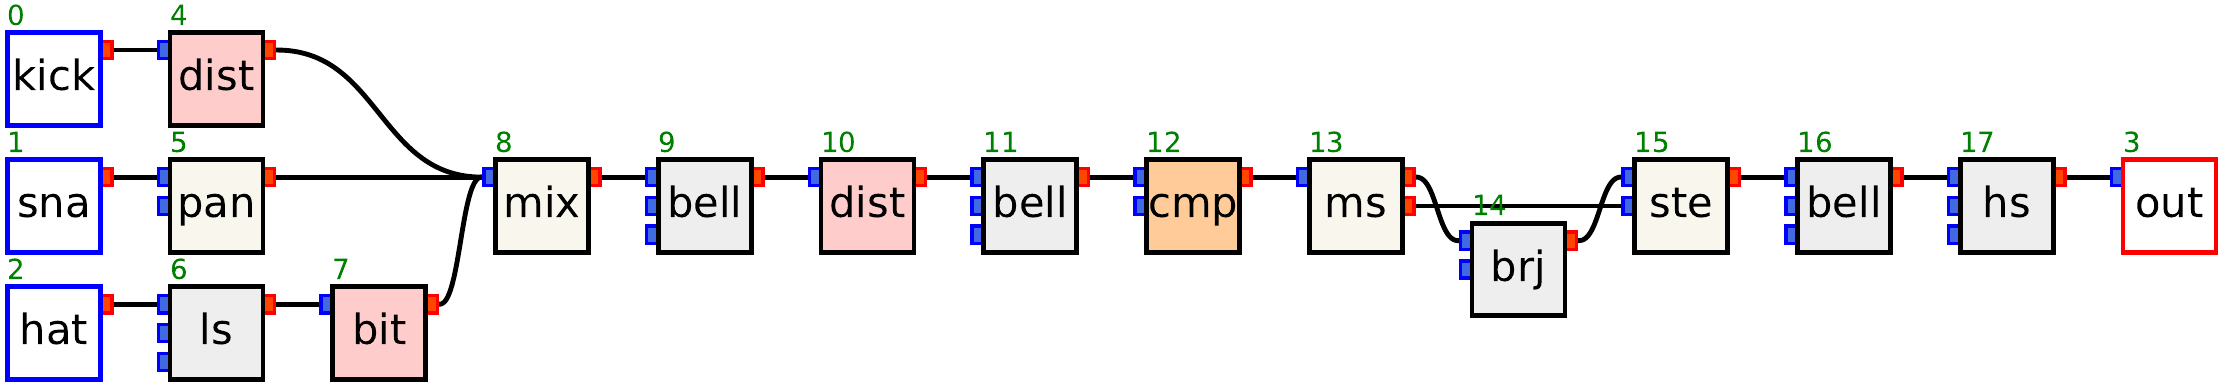 0
kick
4
dist
1
sna
5
pan
2
hat
6
ls
7
bit
8
mix
9
bell
10
dist
11
bell
12
cmp
13
ms
14
brj
15
ste
16
bell
17
hs
3
out